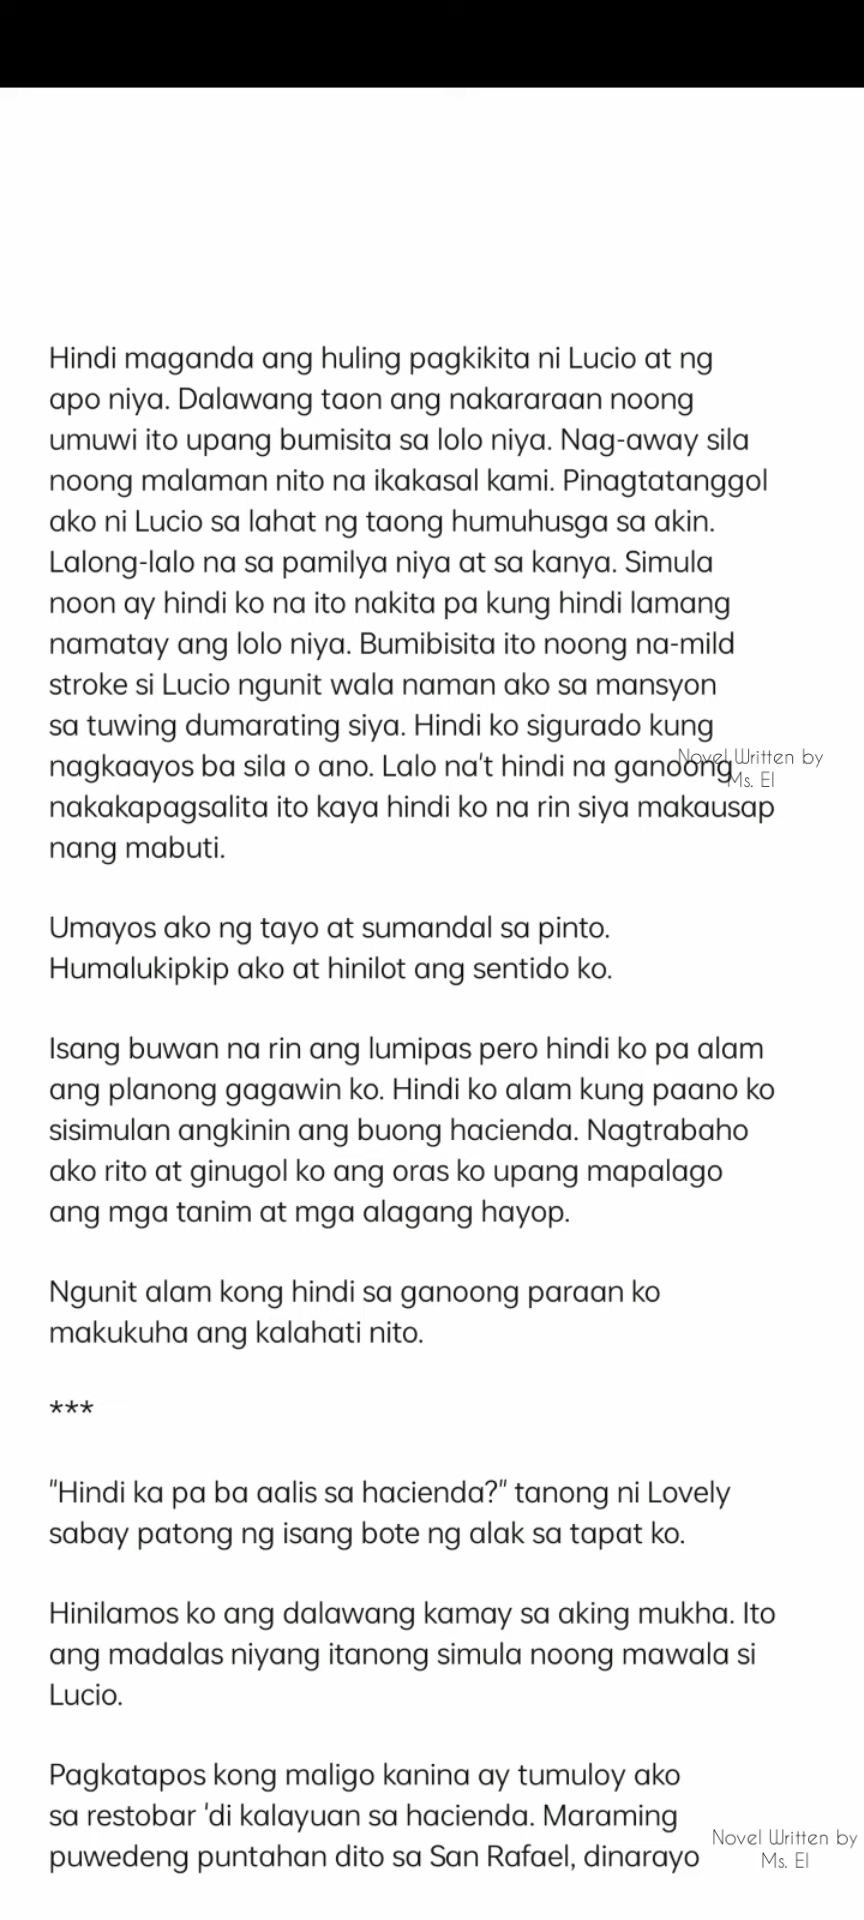 Hindi maganda ang huling pagkikita ni Lucio at ng
apo niya. Dalawang taon ang nakararaan noong
umuwi ito upang bumisita sa lolo niya. Nag-away sila
noong malaman nito na ikakasal kami. Pinagtatanggol
ako ni Lucio sa lahat ng taong humuhusga sa akin.
Lalong-lalo na sa pamilya niya at sa kanya. Simula
noon ay hindi ko na ito nakita pa kung hindi lamang
namatay ang lolo niya. Bumibisita ito noong na-mild
stroke si Lucio ngunit wala naman ako sa mansyon
sa tuwing dumarating siya. Hindi ko sigurado kung
nagkaayos ba sila o ano. Lalo na't hindi na ganoong
Novel Written by
Ms. El
nakakapagsalita ito kaya hindi ko na rin siya makausap
nang mabuti.
Umayos ako ng tayo at sumandal sa pinto.
Humalukipkip ako at hinilot ang sentido ko.
Isang buwan na rin ang lumipas pero hindi ko pa alam
ang planong gagawin ko. Hindi ko alam kung paano ko
sisimulan angkinin ang buong hacienda. Nagtrabaho
ako rito at ginugol ko ang oras ko upang mapalago
ang mga tanim at mga alagang hayop.
Ngunit alam kong hindi sa ganoong paraan ko
makukuha ang kalahati nito.
***
"Hindi ka pa ba aalis sa hacienda?" tanong ni Lovely
sabay patong ng isang bote ng alak sa tapat ko.
Hinilamos ko ang dalawang kamay sa aking mukha. Ito
ang madalas niyang itanong simula noong mawala si
Lucio.
Pagkatapos kong maligo kanina ay tumuloy ako
sa restobar 'di kalayuan sa hacienda. Maraming
puwedeng puntahan dito sa San Rafael, dinarayo
Novel Written by
Ms. El